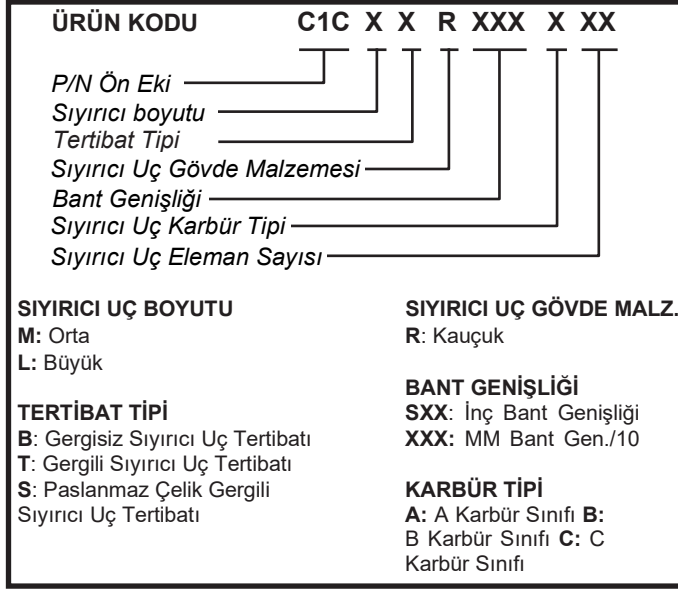 ÜRÜN KODU C1C X X R XXX X XX
P/N Ön Eki
Sıyırıcı boyutu
Tertibat Tipi
Sıyırıcı Uç Gövde Malzemesi
Bant Genişliği
Sıyırıcı Uç Karbür Tipi
Sıyırıcı Uç Eleman Sayısı
SIYIRICI UÇ BOYUTU
M: Orta
L: Büyük
TERTİBAT TİPİ
B: Gergisiz Sıyırıcı Uç Tertibatı
T: Gergili Sıyırıcı Uç Tertibatı
S: Paslanmaz Çelik Gergili
Sıyırıcı Uç Tertibatı
SIYIRICI UÇ GÖVDE MALZ.
R: Kauçuk
BANT GENİŞLİĞİ
SXX: İnç Bant Genişliği
XXX: MM Bant Gen./10
KARBÜR TİPİ
A: A Karbür Sınıfı B:
B Karbür Sınıfı C: C
Karbür Sınıfı